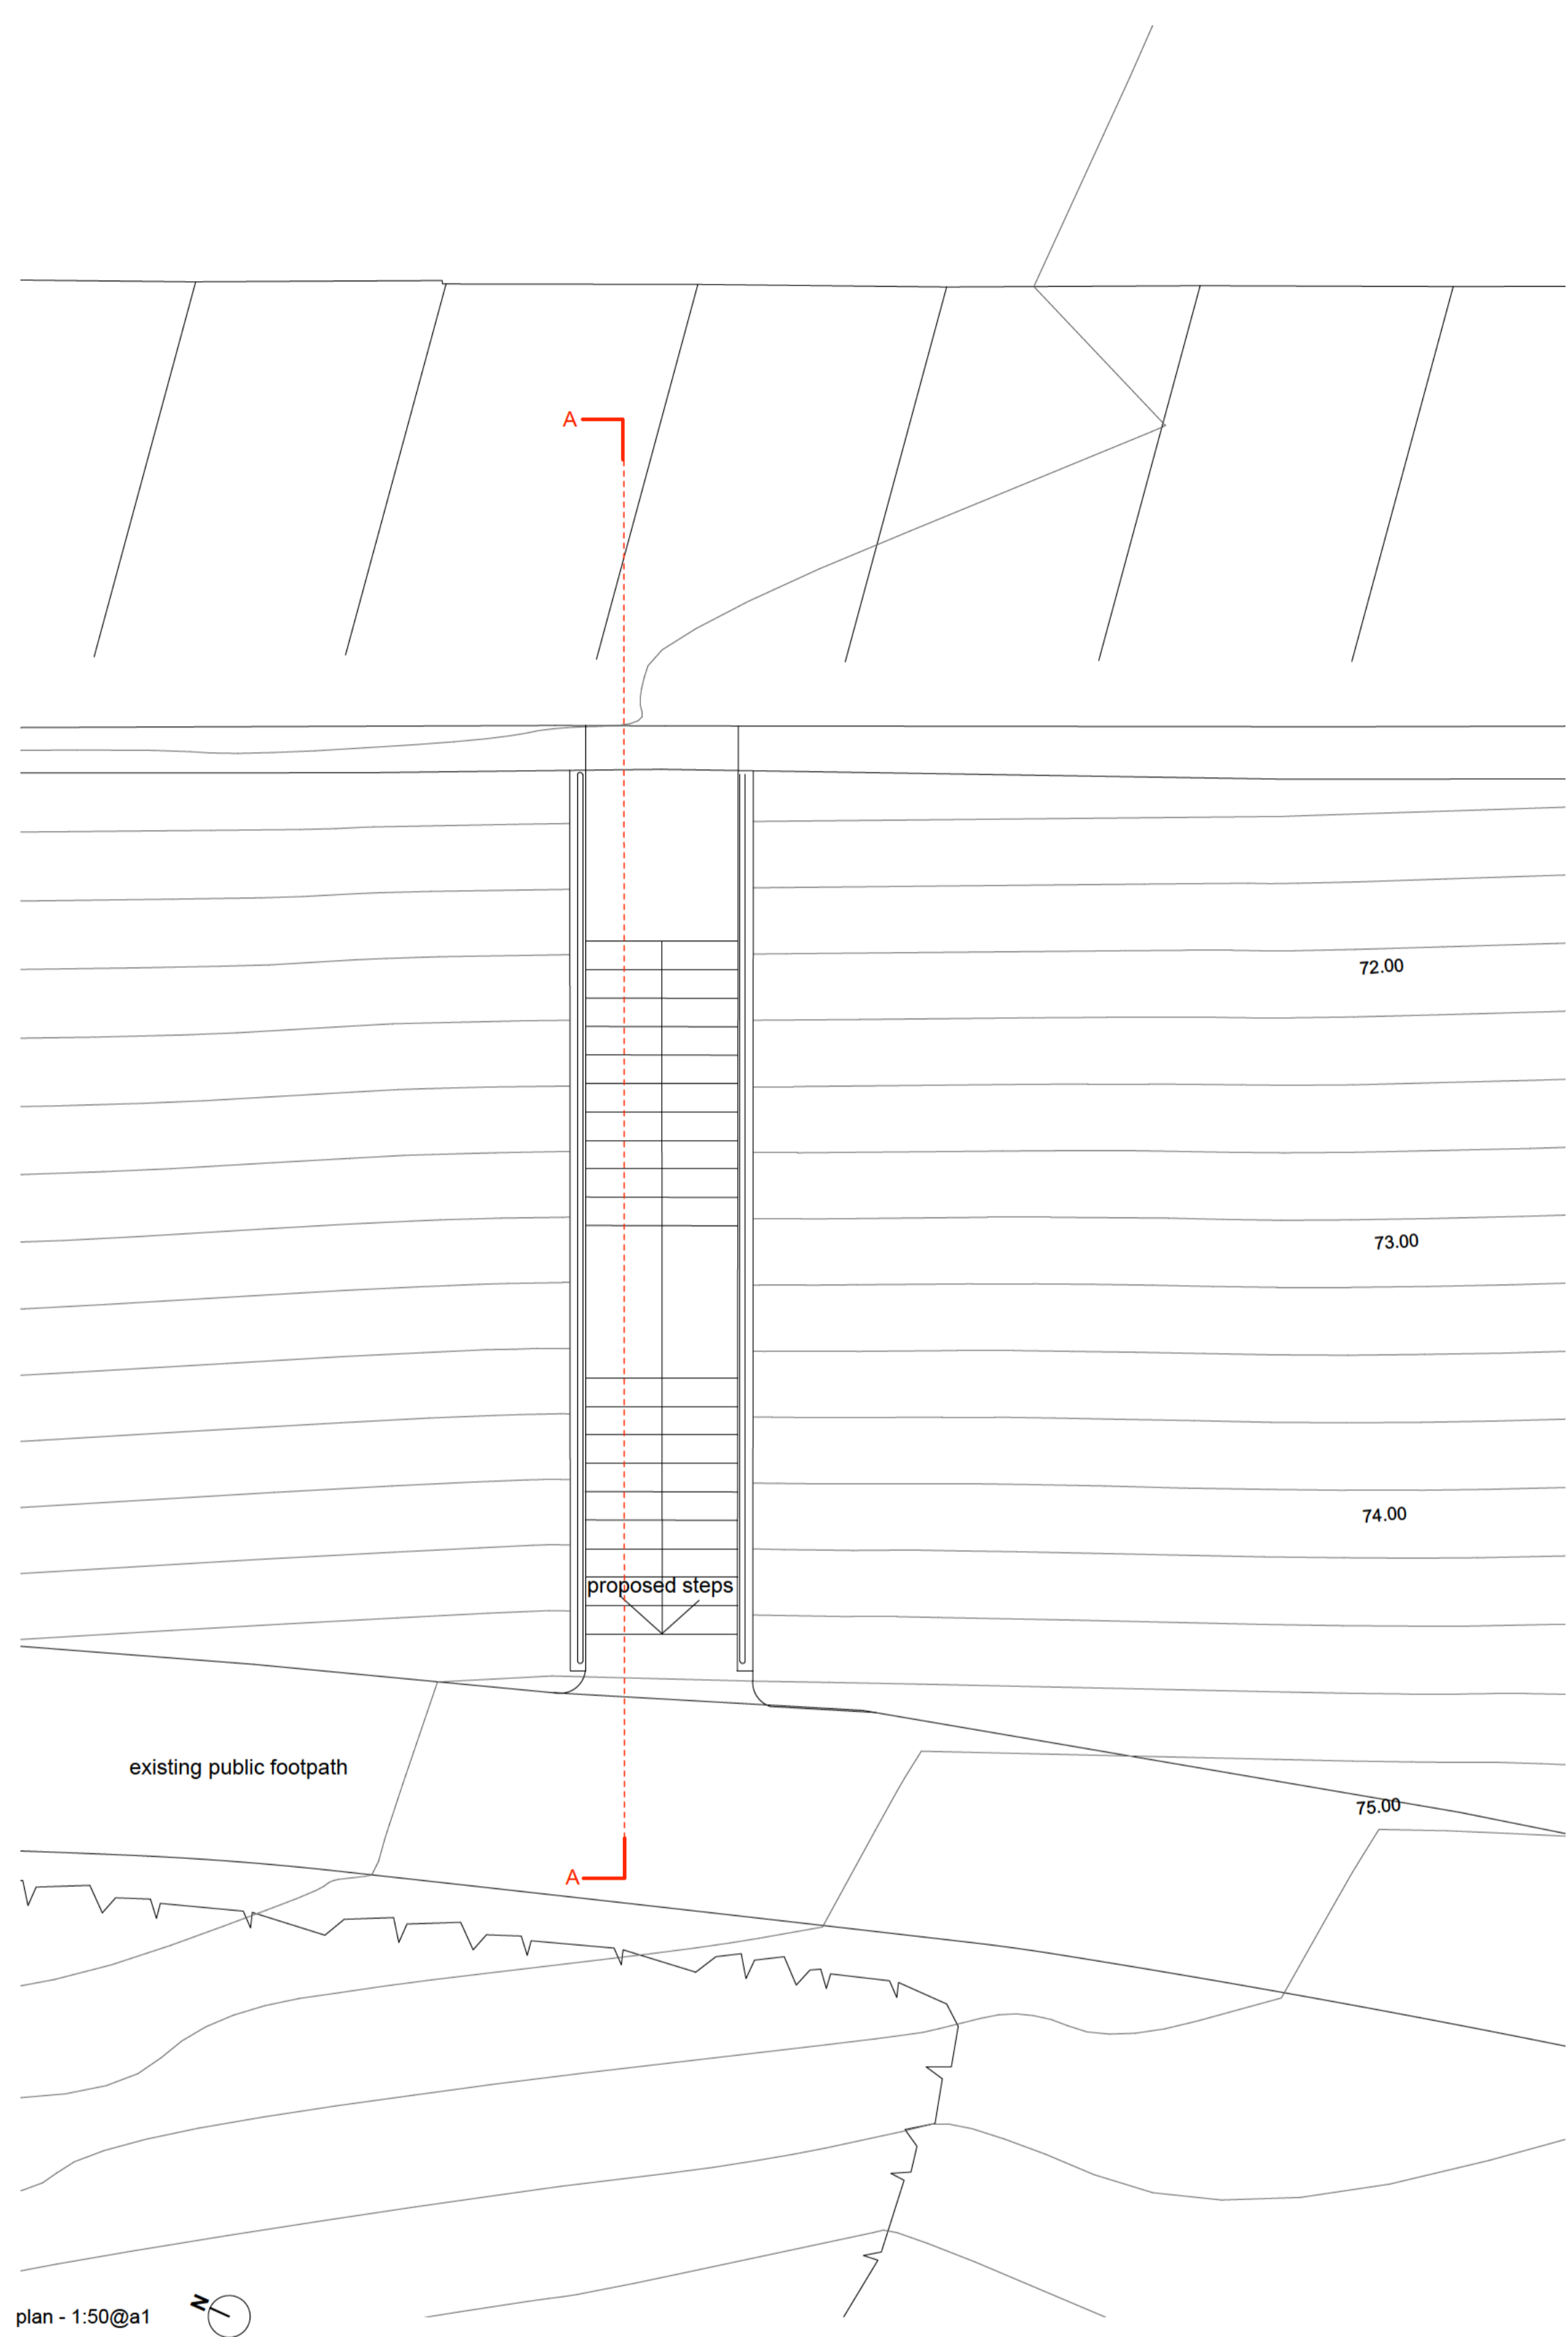 A
72.00
73.00
74.00
proposed steps
existing public footpath
75.00
A
N
plan - 1:50@a1